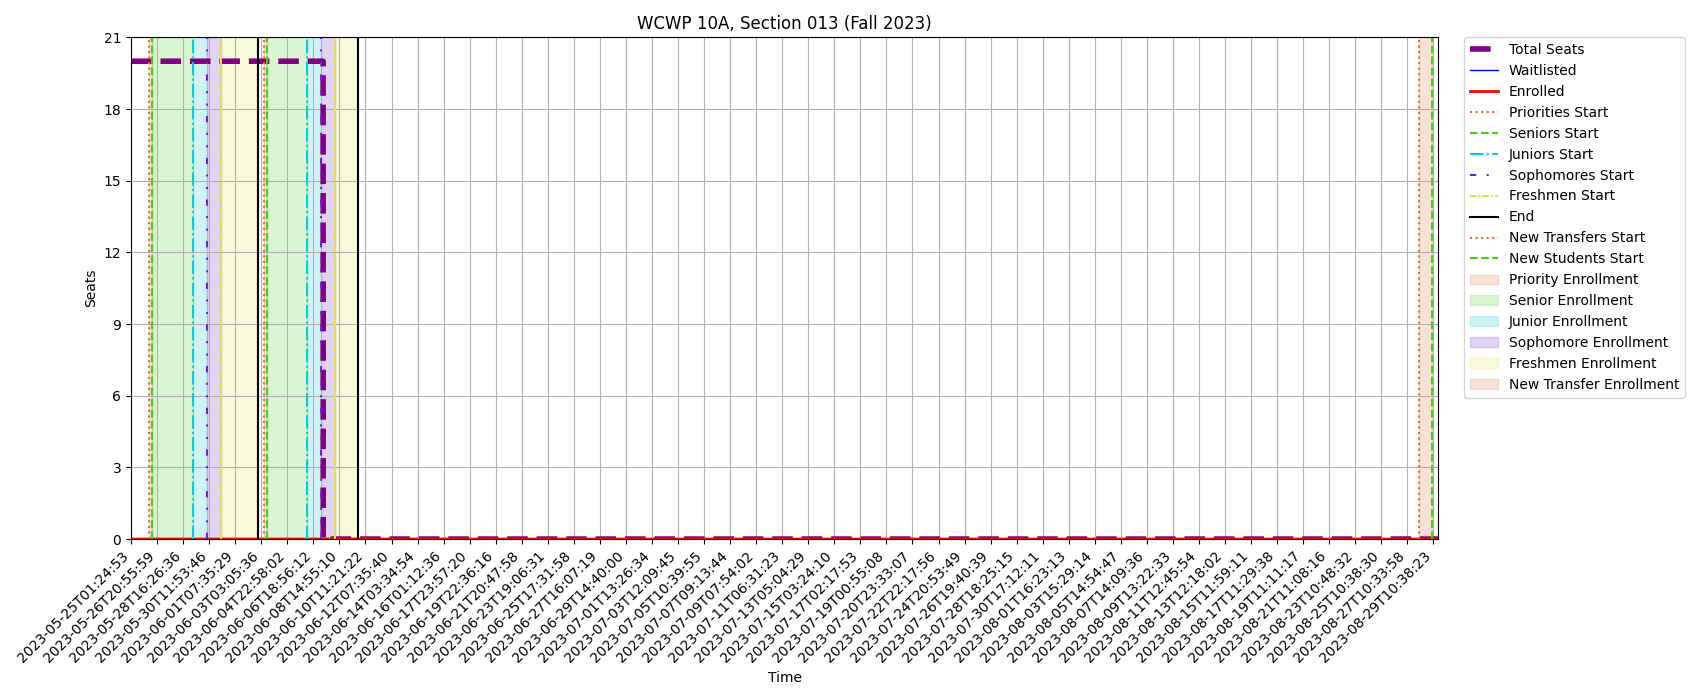 WCWP 10A, Section 013 (Fall 2023)
Seats
21
18
15
12
9
6
3
0
2023-05-25T01:24:53
2023-05-26T20:55:59
2023-05-28T16:26:36
2023-05-30T11:53:46
2023-06-01T07:35:29
2023-06-03T03:05:36
2023-06-04T22:58:02
2023-06-06T18:56:12
2023-06-08T14:55:10
2023-06-10T11:21:22
2023-06-12T07:35:40
2023-06-14T03:34:54
2023-06-16T01:12:36
2023-06-17T23:57:20
2023-06-19T22:36:16
2023-06-21T20:47:58
2023-06-23T19:06:31
2023-06-25T17:31:58
2023-06-27T16:07:19
2023-06-29T14:40:00
2023-07-01T13:26:34
2023-07-03T12:09:45
2023-07-05T10:39:55
2023-07-07T09:13:44
2023-07-09T07:54:02
2023-07-11T06:31:23
2023-07-13T05:04:29
2023-07-15T03:24:10
2023-07-17T02:17:53
2023-07-19T00:55:08
2023-07-20T23:33:07
2023-07-22T22:17:56
2023-07-24T20:53:49
2023-07-26T19:40:39
2023-07-28T18:25:15
2023-07-30T17:12:11
2023-08-01T16:23:13
2023-08-03T15:29:14
2023-08-05T14:54:47
2023-08-07T14:09:36
2023-08-09T13:22:33
2023-08-11T12:45:54
2023-08-13T12:18:02
2023-08-15T11:59:11
2023-08-17T11:29:38
2023-08-19T11:11:17
2023-08-21T11:08:16
2023-08-23T10:48:32
2023-08-25T10:38:30
2023-08-27T10:33:58
2023-08-29T10:38:23
Time
Total Seats
Waitlisted
Enrolled
Priorities Start
Seniors Start
Juniors Start
Sophomores Start
Freshmen Start
End
New Transfers Start
New Students Start
Priority Enrollment
Senior Enrollment
Junior Enrollment
Sophomore Enrollment
Freshmen Enrollment
New Transfer Enrollment